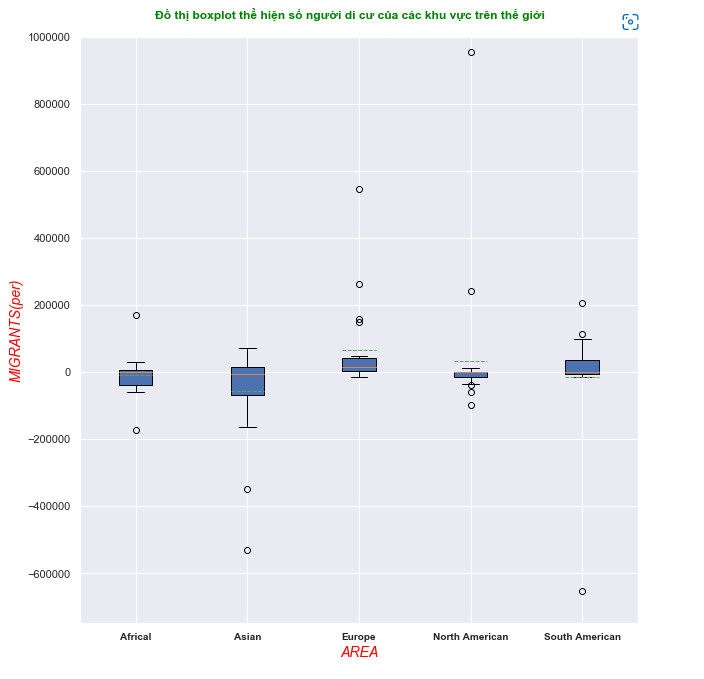 Đồ thị boxplot thể hiện số người di cư của các khu vực trên thế giới
1000000
800000
600000
400000
200000
0
−200000
−400000
−600000
MIGRANTS(per)
Africal
Asian
Europe
North American
South American
AREA